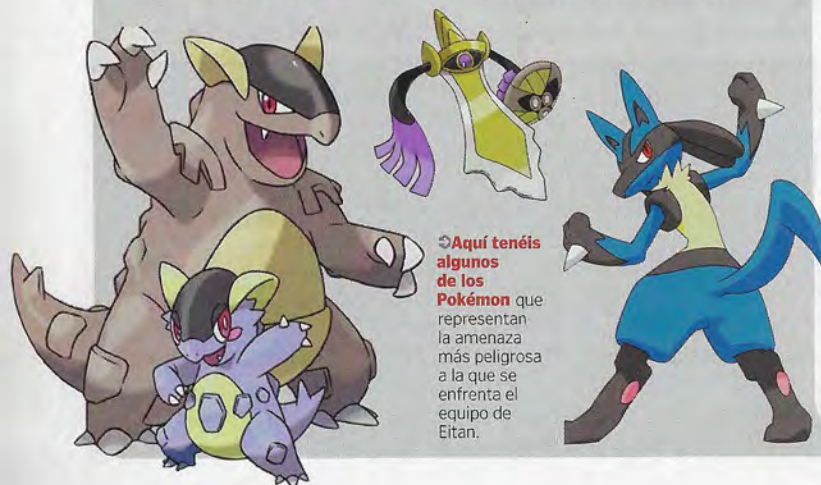 ➲Aquí tenéis
algunos
de los
Pokémon que
representan
la amenaza
más peligrosa
a la que se
enfrenta el
equipo de
Eitan.